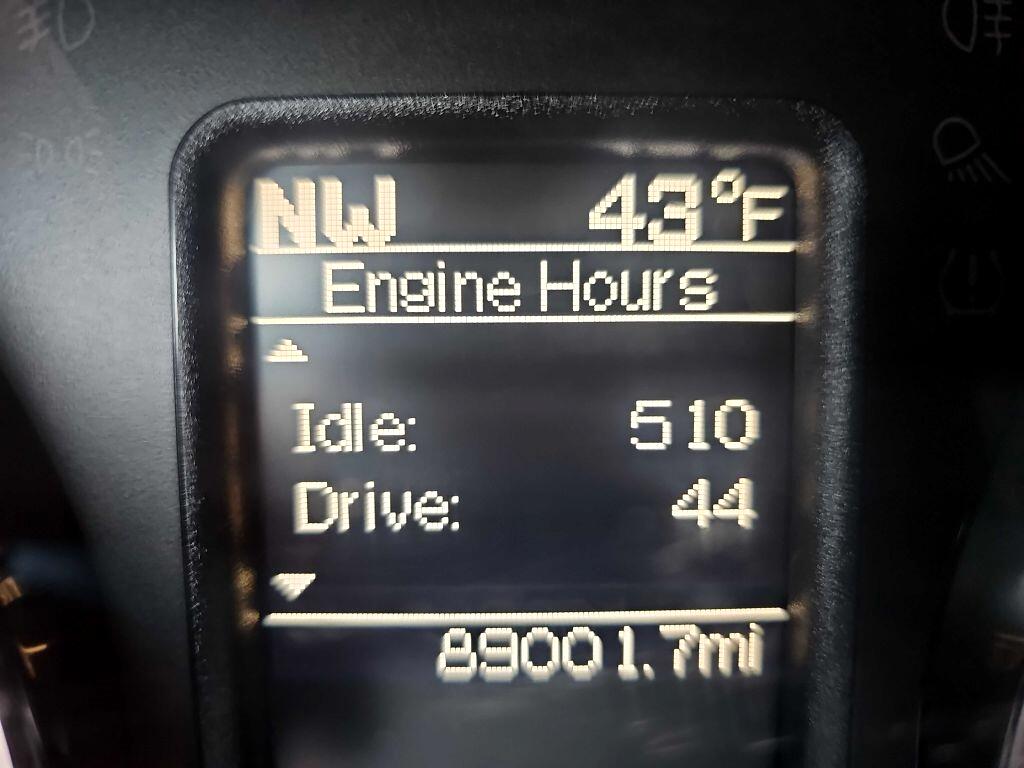 NW 43°F
Engine Hours
Idle: 510
Drive: 44
89001.7mi